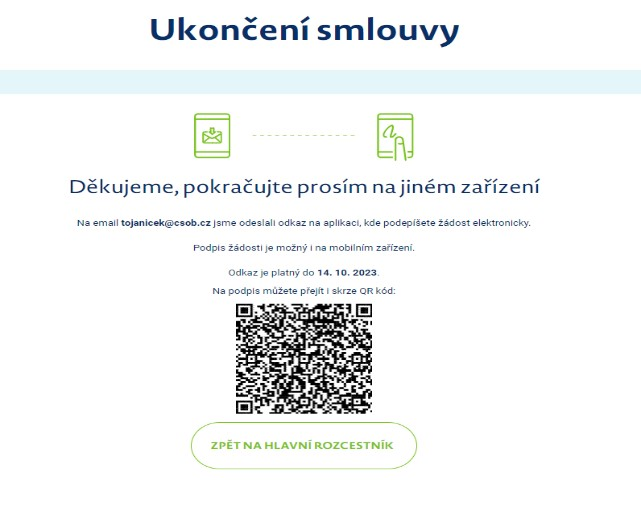 Ukončení smlouvy
Děkujeme, pokračujte prosím na jiném zařízení
Na email tojanicek@csob.cz jsme odeslali odkaz na aplikaci, kde podepíšete žádost elektronicky.
Podpis žádosti je možný i na mobilním zařízení.
Odkaz je platný do 14. 10. 2023.
Na podpis můžete přejít i skrze QR kód:
ZPĚT NA HLAVNÍ ROZCESTNÍK